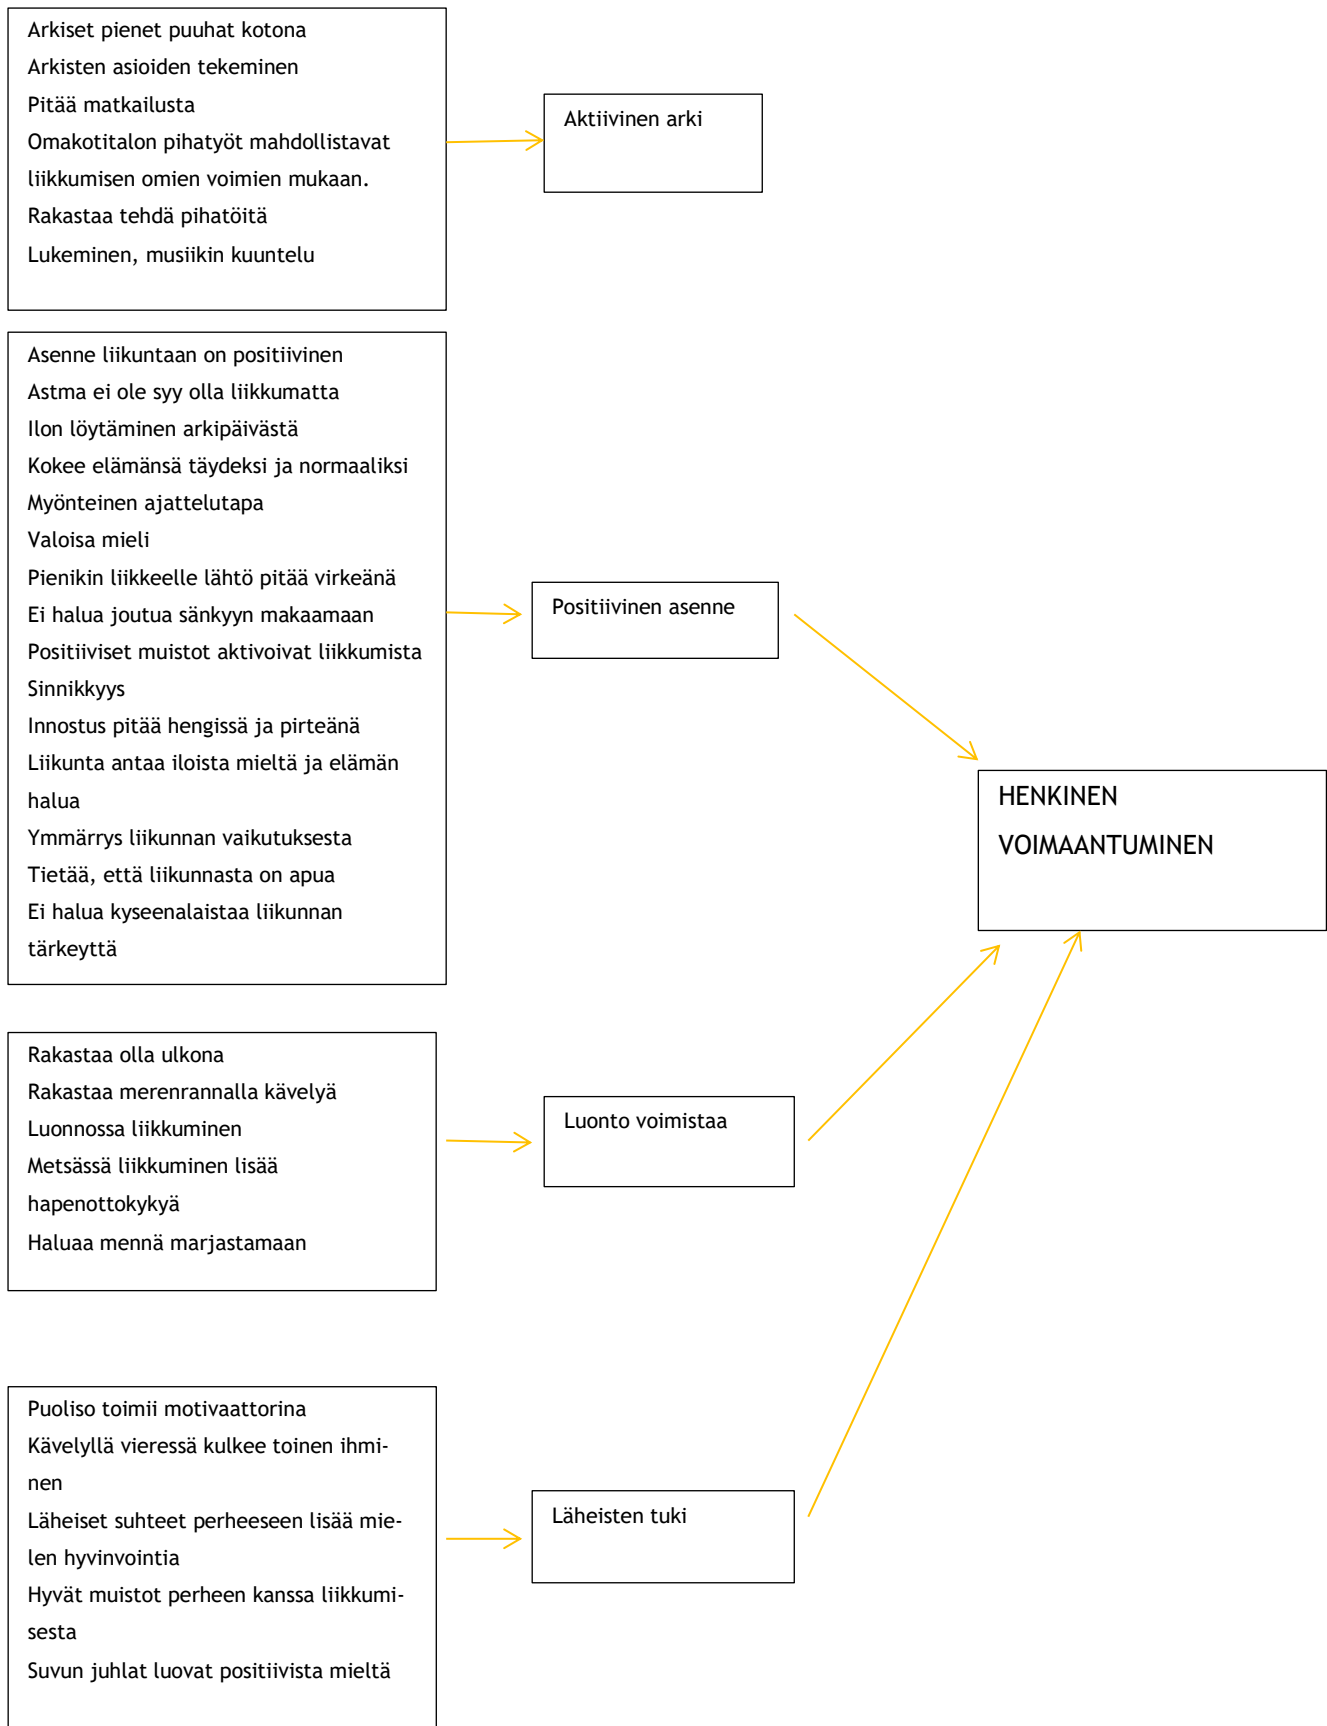 Arkiset pienet puuhat kotona
Arkisten asioiden tekeminen
Pitää matkailusta
Omakotitalon pihatyöt mahdollistavat
liikkumisen omien voimien mukaan.
Rakastaa tehdä pihatöitä
Lukeminen, musiikin kuuntelu
Aktiivinen arki
Asenne liikuntaan on positiivinen
Astma ei ole syy olla liikkumatta
Ilon löytäminen arkipäivästä
Kokee elämänsä täydeksi ja normaaliksi
Myönteinen ajattelutapa
Valoisa mieli
Pienikin liikkeelle lähtö pitää virkeänä
Ei halua joutua sänkyyn makaamaan
Positiiviset muistot aktivoivat liikkumista
Sinnikkyys
Innostus pitää hengissä ja pirteänä
Liikunta antaa iloista mieltä ja elämän
halua
Ymmärrys liikunnan vaikutuksesta
Tietää, että liikunnasta on apua
Ei halua kyseenalaistaa liikunnan
tärkeyttä
Positiivinen asenne
HENKINEN
VOIMAANTUMINEN
Rakastaa olla ulkona
Rakastaa merenrannalla kävelyä
Luonnossa liikkuminen
Metsässä liikkuminen lisää
hapenottokykyä
Haluaa mennä marjastamaan
Luonto voimistaa
Puoliso toimii motivaattorina
Kävelyllä vieressä kulkee toinen ihmi-
nen
Läheiset suhteet perheeseen lisää mie-
len hyvinvointia
Hyvät muistot perheen kanssa liikkumi-
sesta
Suvun juhlat luovat positiivista mieltä
Läheisten tuki